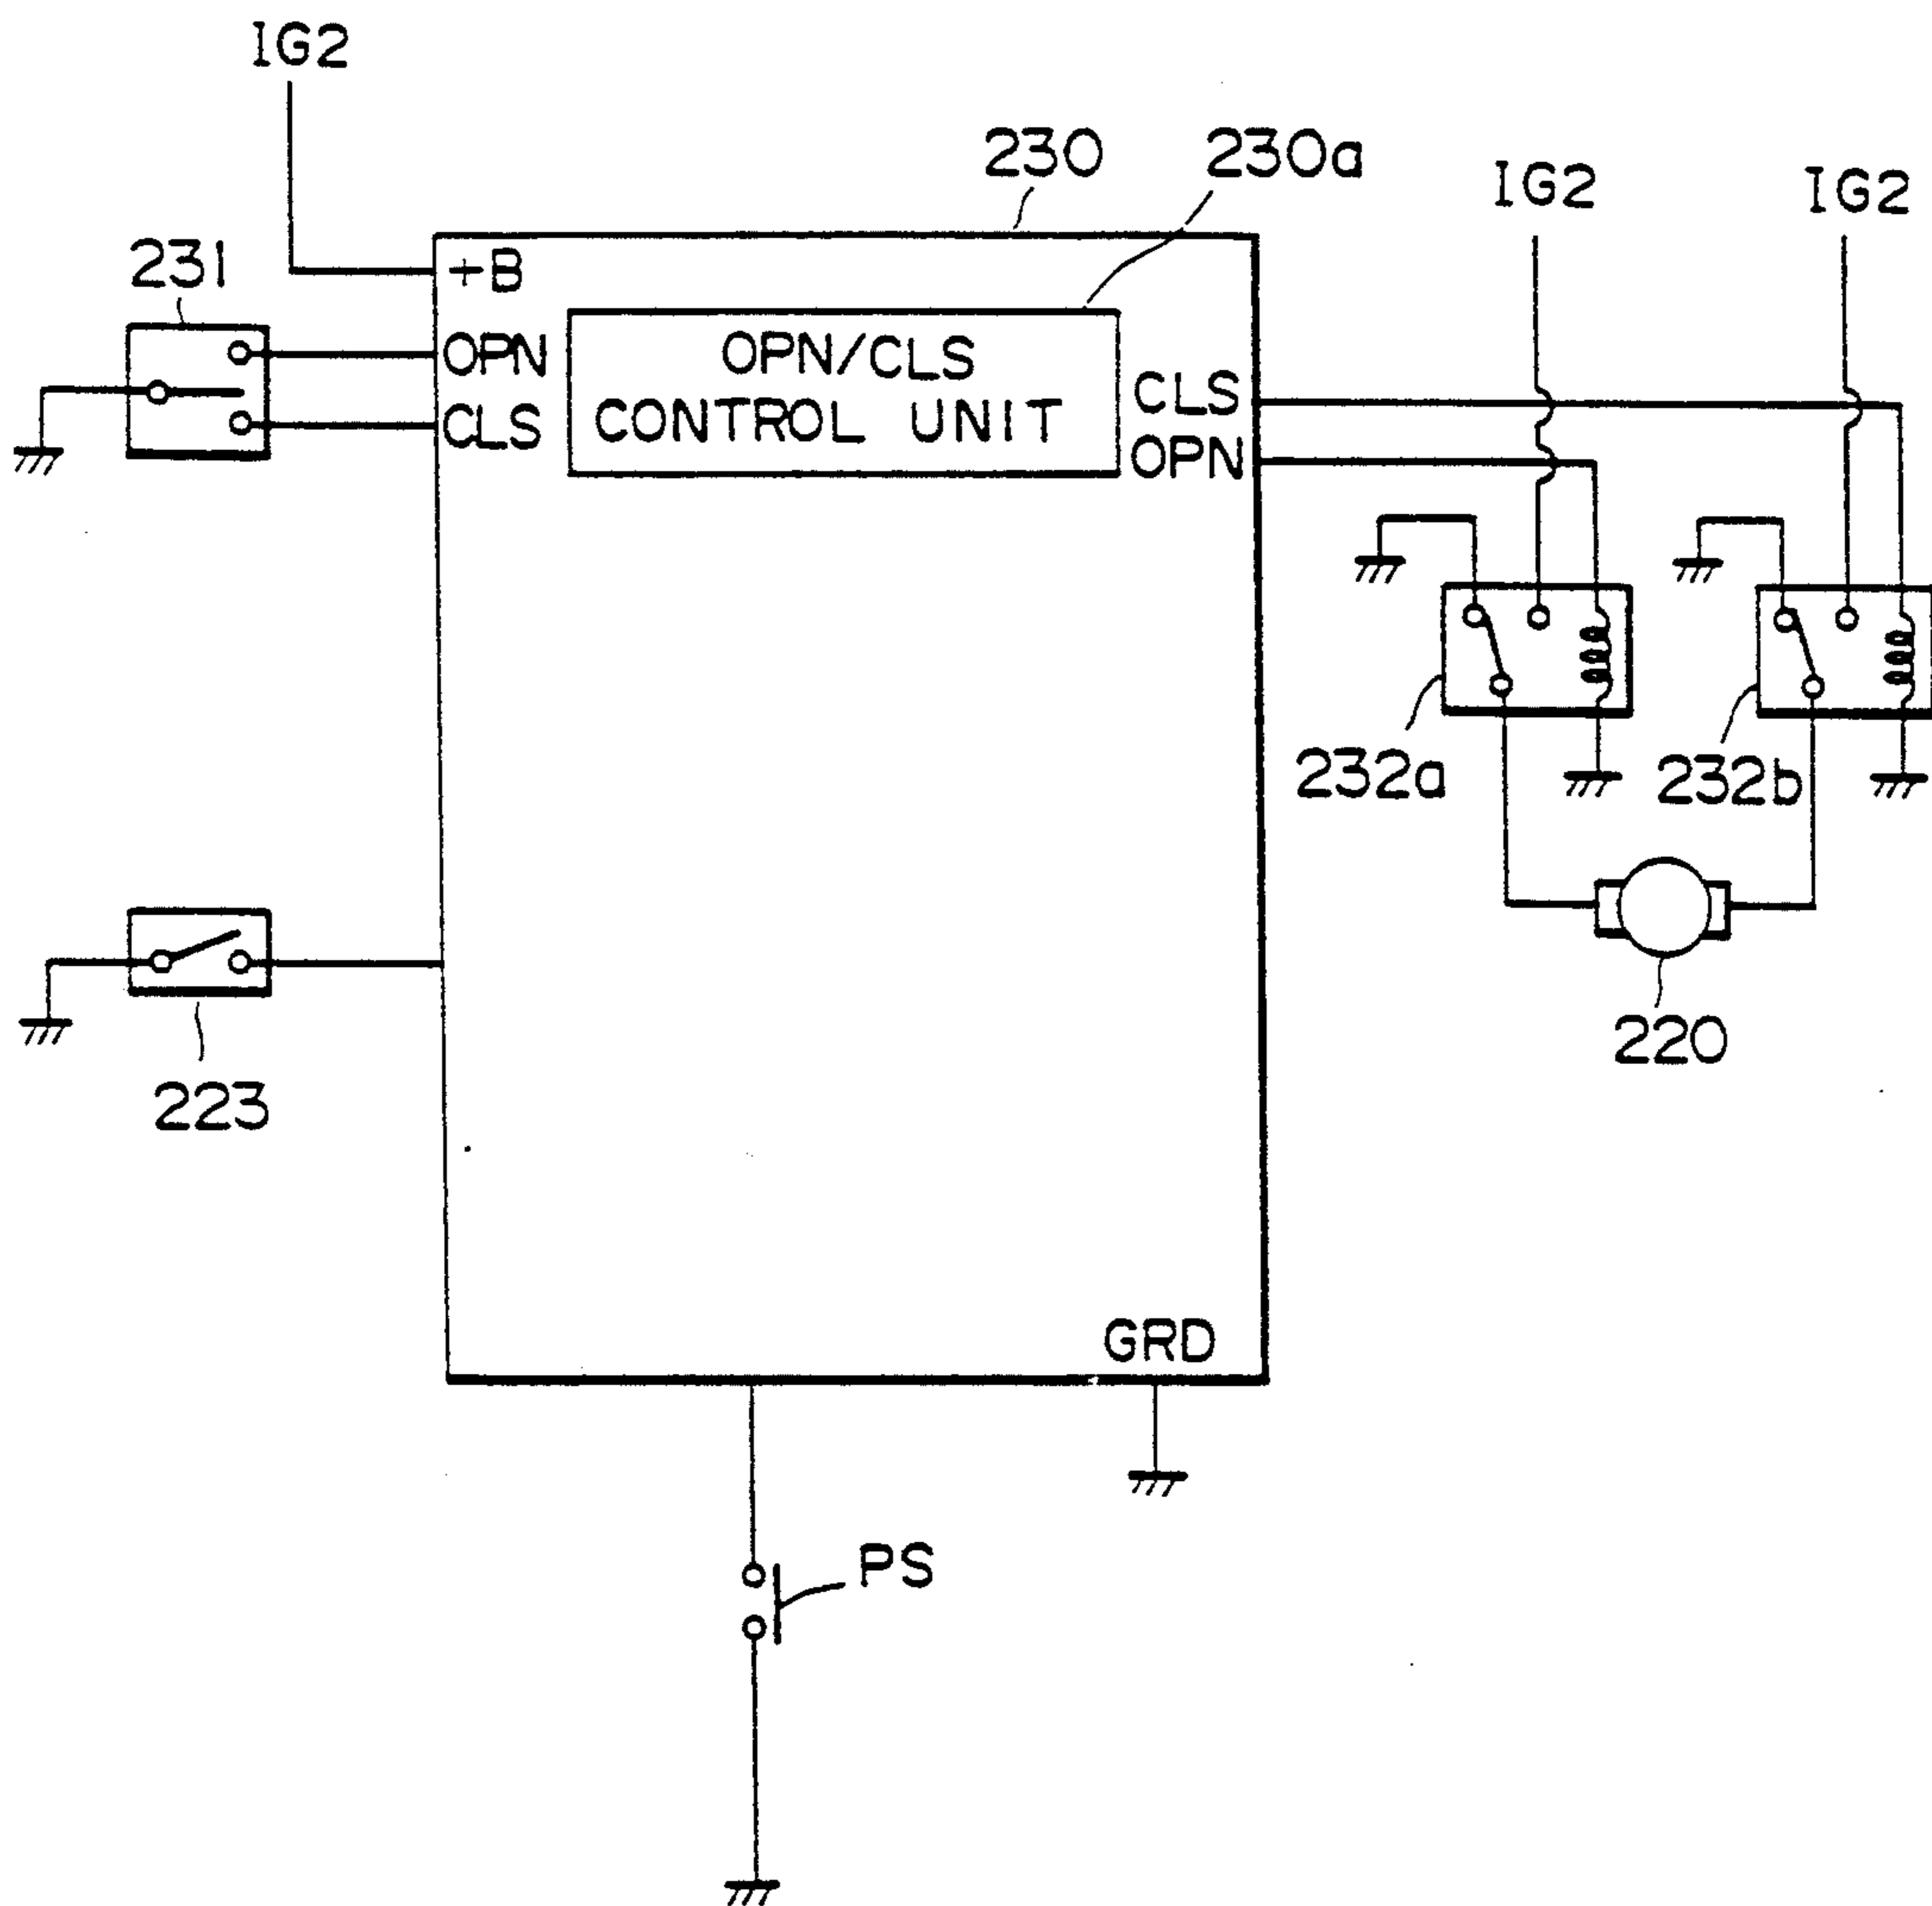 IG2
230
230a
IG2
IG2
231
+B
OPN
CLS
OPN/CLS
CONTROL UNIT
CLS
OPN
232a
232b
220
223
GRD
PS